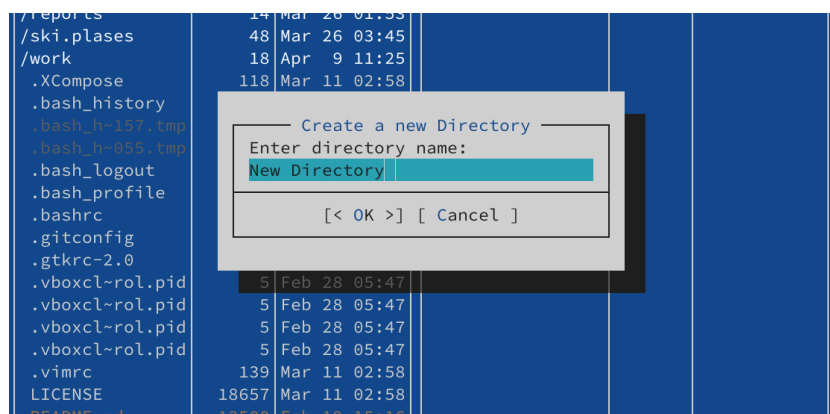 /reports 14 Mar 26 01:53
/ski.plases 48 Mar 26 03:45
/work 18 Apr 9 11:25
.XCompose 118 Mar 11 02:58
.bash_history
.bash_h~157.tmp
Create a new Directory
.bash_h~055.tmp
Enter directory name:
.bash_logout
New Directory
.bash_profile
.bashrc
[< OK >] [ Cancel ]
.gitconfig
.gtkrc-2.0
.vboxcl~rol.pid 5 Feb 28 05:47
.vboxcl~rol.pid 5 Feb 28 05:47
.vboxcl~rol.pid 5 Feb 28 05:47
.vboxcl~rol.pid 5 Feb 28 05:47
.vimrc 139 Mar 11 02:58
LICENSE 18657 Mar 11 02:58